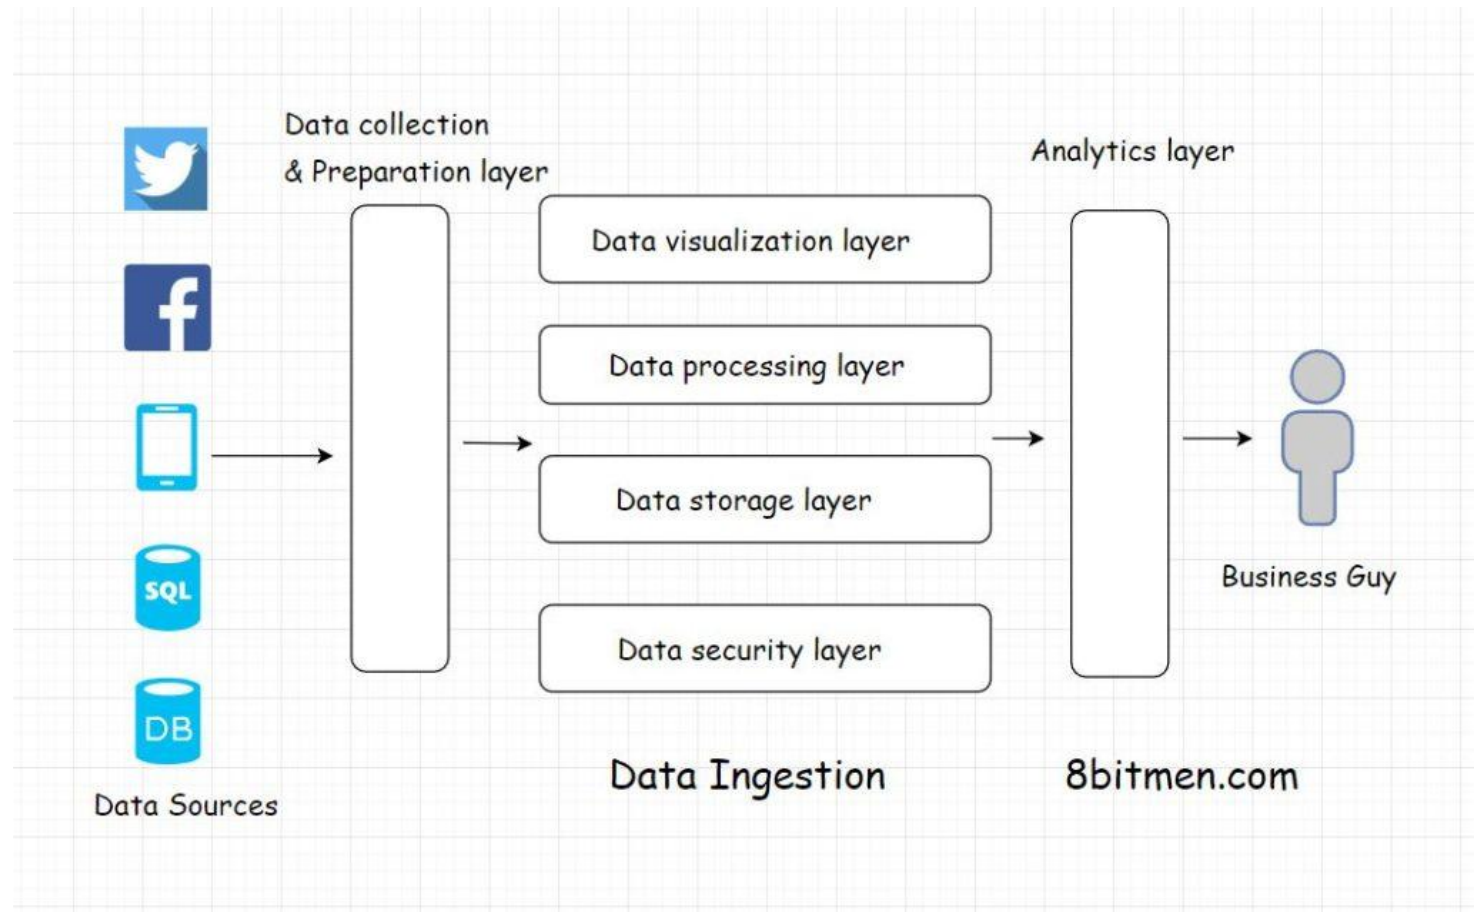 Data collection
& Preparation layer
Analytics layer
Data visualization layer
Data processing layer
Data storage layer
SQL
Business Guy
Data security layer
DB
Data Ingestion
8bitmen.com
Data Sources